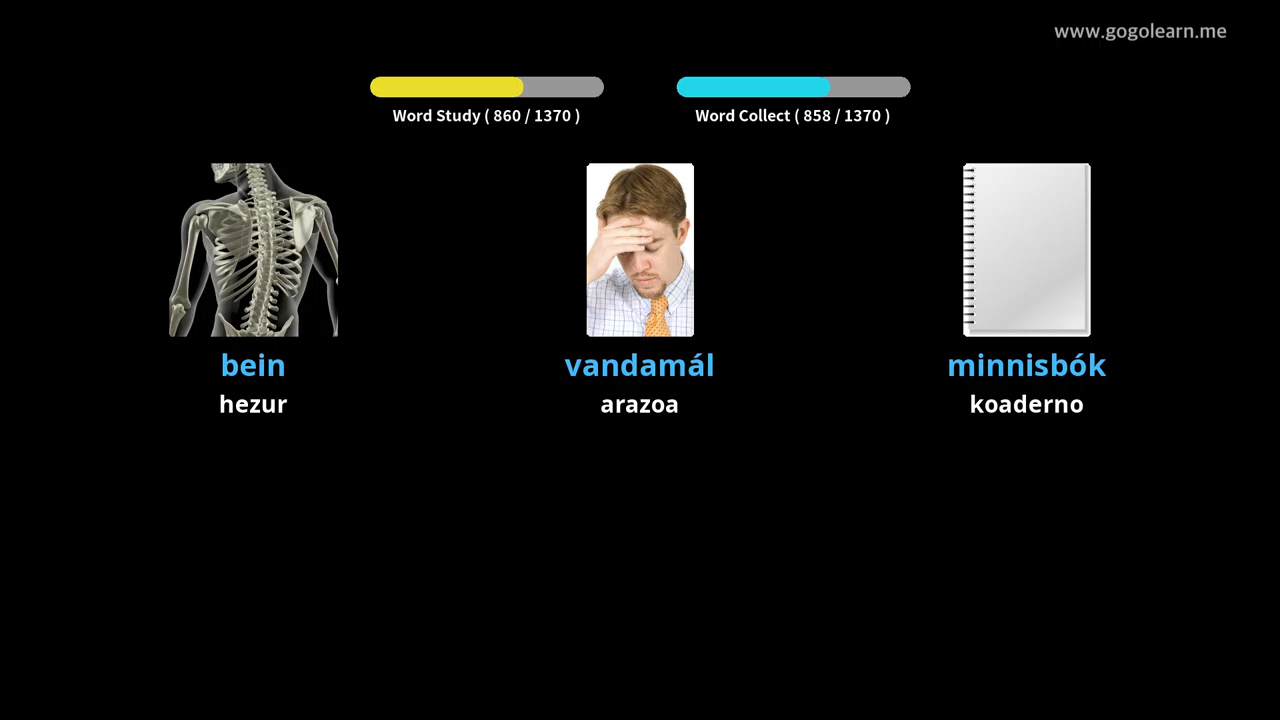 www.gogolearn.me
Word Study ( 860 / 1370 )
Word Collect ( 858 / 1370 )
bein
hezur
vandamál
arazoa
minnisbók
koaderno